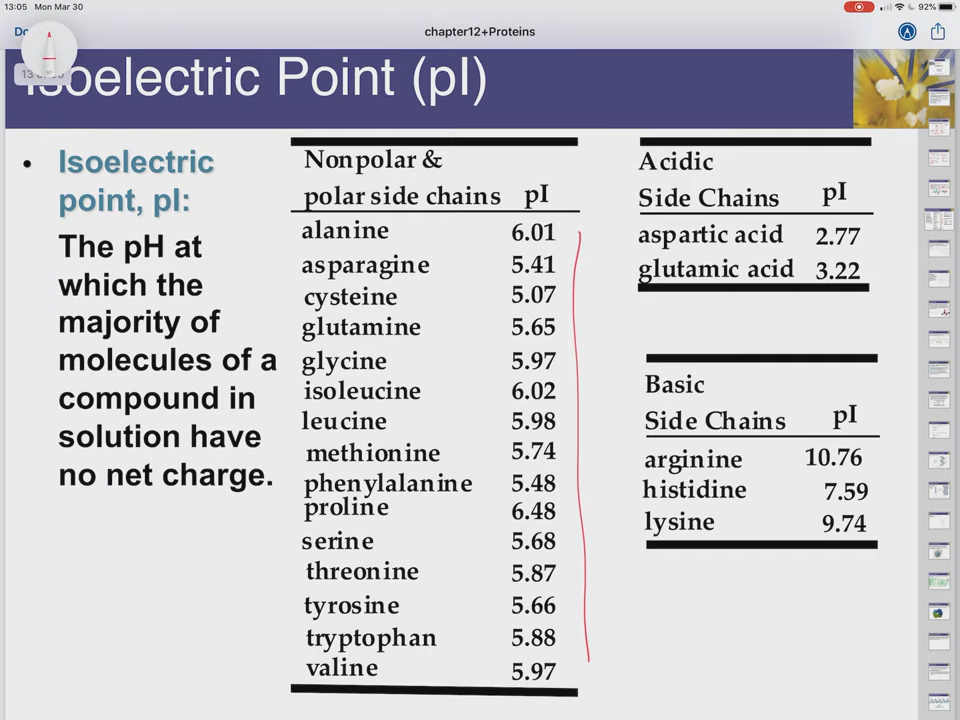 13:05 Mon Mar 30
92%
chapter12+Proteins
Isoelectric Point (pI)
• Isoelectric
point, pI:
The pH at
which the
majority of
molecules of a
compound in
solution have
no net charge.
Nonpolar &
polar side chains pI
alanine 6.01
asparagine 5.41
cysteine 5.07
glutamine 5.65
glycine 5.97
isoleucine 6.02
leucine 5.98
methionine 5.74
phenylalanine 5.48
proline 6.48
serine 5.68
threonine 5.87
tyrosine 5.66
tryptophan 5.88
valine 5.97
Acidic
Side Chains pI
aspartic acid 2.77
glutamic acid 3.22
Basic
Side Chains pI
arginine 10.76
histidine 7.59
lysine 9.74